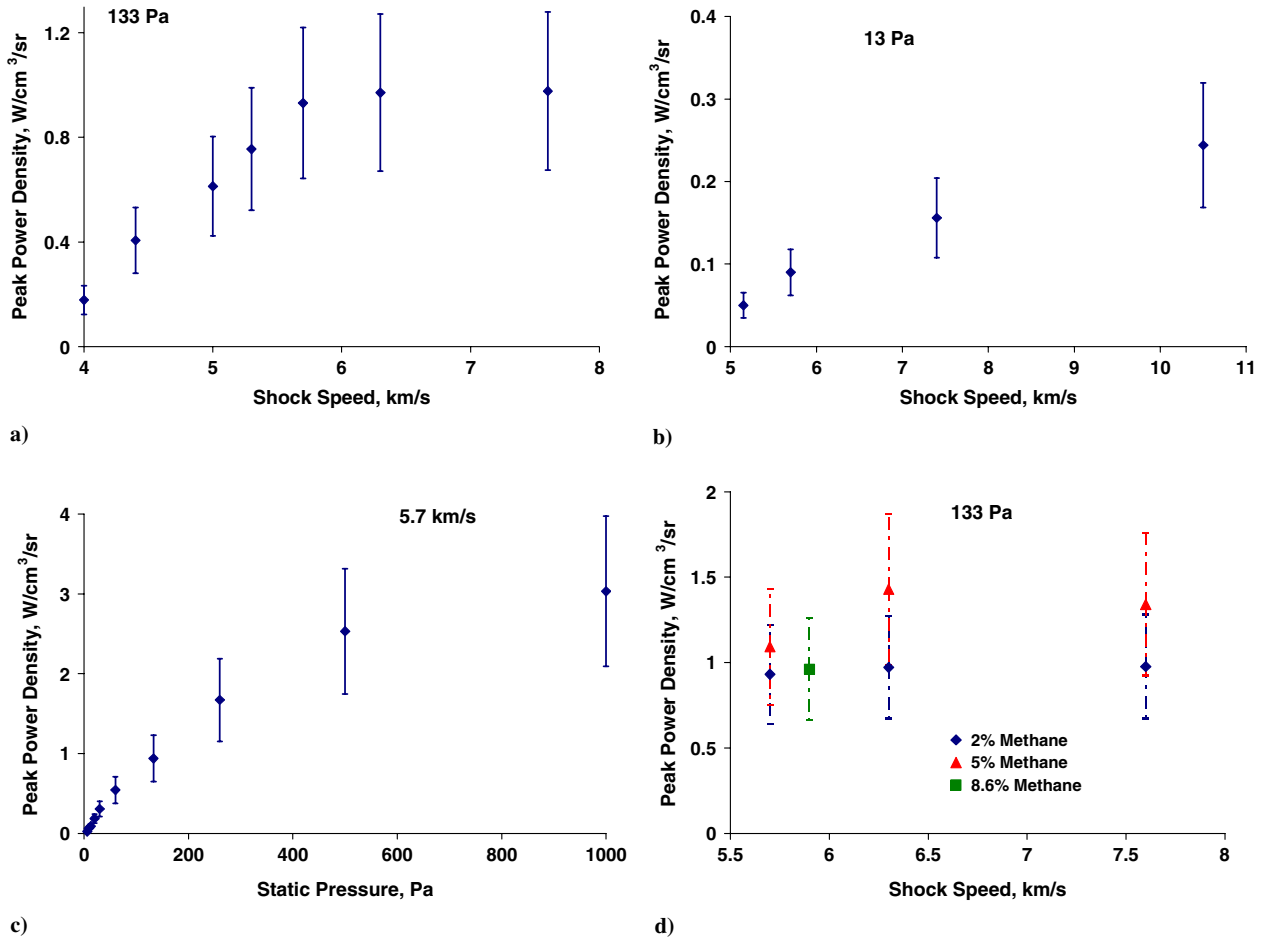 133 Pa
Peak Power Density, W/cm³/sr
1.2
0.8
0.4
0
4
5
6
7
8
Shock Speed, km/s
a)
13 Pa
Peak Power Density, W/cm³/sr
0.4
0.3
0.2
0.1
0
5
6
7
8
9
10
11
Shock Speed, km/s
b)
5.7 km/s
Peak Power Density, W/cm³/sr
4
3
2
1
0
0
200
400
600
800
1000
Static Pressure, Pa
c)
133 Pa
Peak Power Density, W/cm³/sr
2
1.5
1
0.5
0
2% Methane
5% Methane
8.6% Methane
5.5
6
6.5
7
7.5
8
Shock Speed, km/s
d)